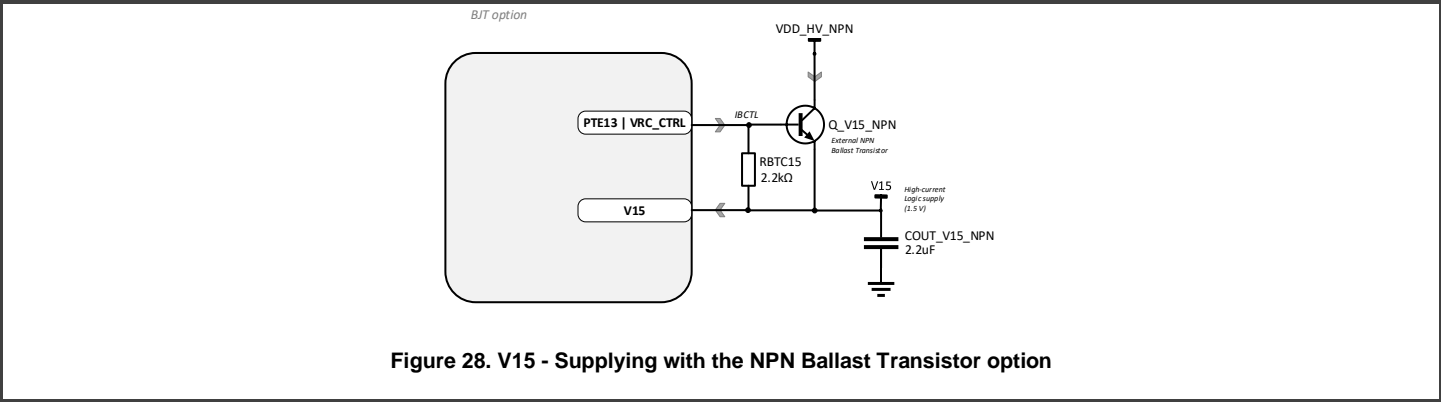 BJT option
VDD_HV_NPN
PTE13 | VRC_CTRL
IBCTL
Q_V15_NPN
External NPN
Ballast Transistor
RBTC15
2.2kΩ
V15
V15
High-current
Logic supply
(1.5 V)
COUT_V15_NPN
2.2uF
Figure 28. V15 - Supplying with the NPN Ballast Transistor option